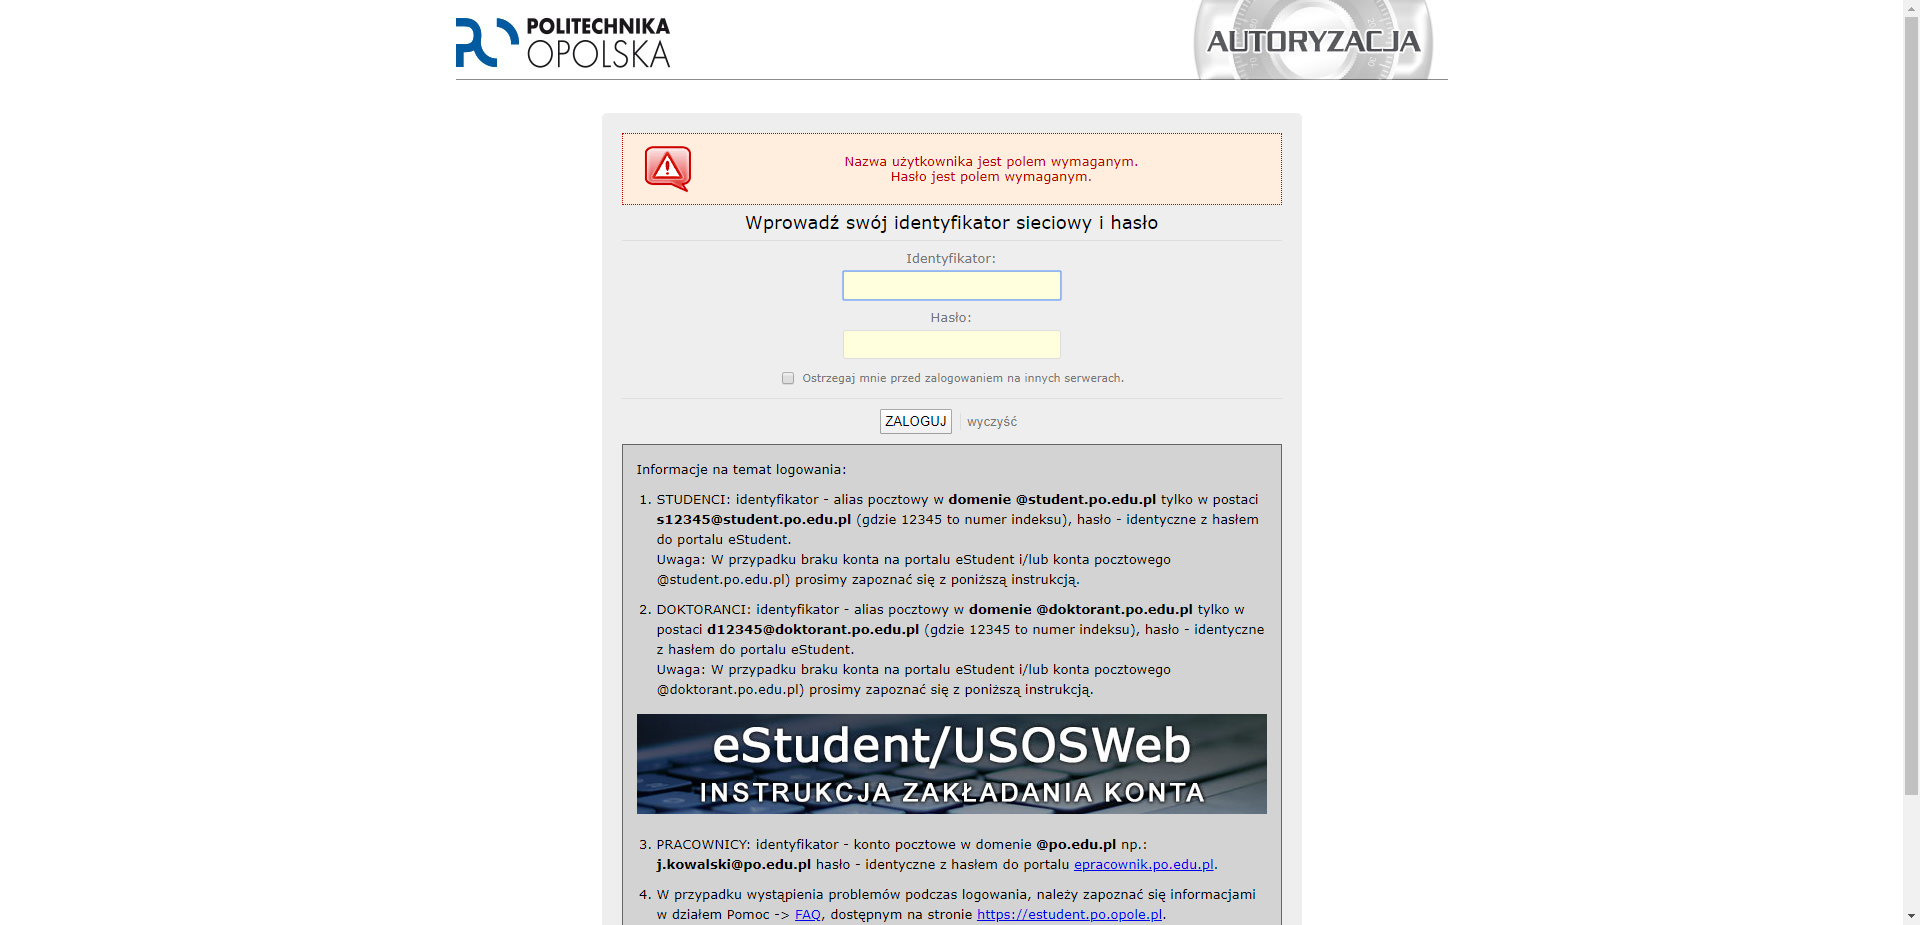 POLITECHNIKA
OPOLSKA
AUTORYZACJA
Nazwa użytkownika jest polem wymaganym.
Hasło jest polem wymaganym.
Wprowadź swój identyfikator sieciowy i hasło
Identyfikator:
Hasło:
Ostrzegaj mnie przed zalogowaniem na innych serwerach.
ZALOGUJ wyczyść
Informacje na temat logowania:
1. STUDENCI: identyfikator - alias pocztowy w domenie @student.po.edu.pl tylko w postaci
s12345@student.po.edu.pl (gdzie 12345 to numer indeksu), hasło - identyczne z hasłem
do portalu eStudent.
Uwaga: W przypadku braku konta na portalu eStudent i/lub konta pocztowego
@student.po.edu.pl) prosimy zapoznać się z poniższą instrukcją.
2. DOKTORANCI: identyfikator - alias pocztowy w domenie @doktorant.po.edu.pl tylko w
postaci d12345@doktorant.po.edu.pl (gdzie 12345 to numer indeksu), hasło - identyczne
z hasłem do portalu eStudent.
Uwaga: W przypadku braku konta na portalu eStudent i/lub konta pocztowego
@doktorant.po.edu.pl) prosimy zapoznać się z poniższą instrukcją.
eStudent/USOSWeb
INSTRUKCJA ZAKŁADANIA KONTA
3. PRACOWNICY: identyfikator - konto pocztowe w domenie @po.edu.pl np.:
j.kowalski@po.edu.pl hasło - identyczne z hasłem do portalu epracownik.po.edu.pl.
4. W przypadku wystąpienia problemów podczas logowania, należy zapoznać się informacjami
w działem Pomoc -> FAQ, dostępnym na stronie https://estudent.po.opole.pl.